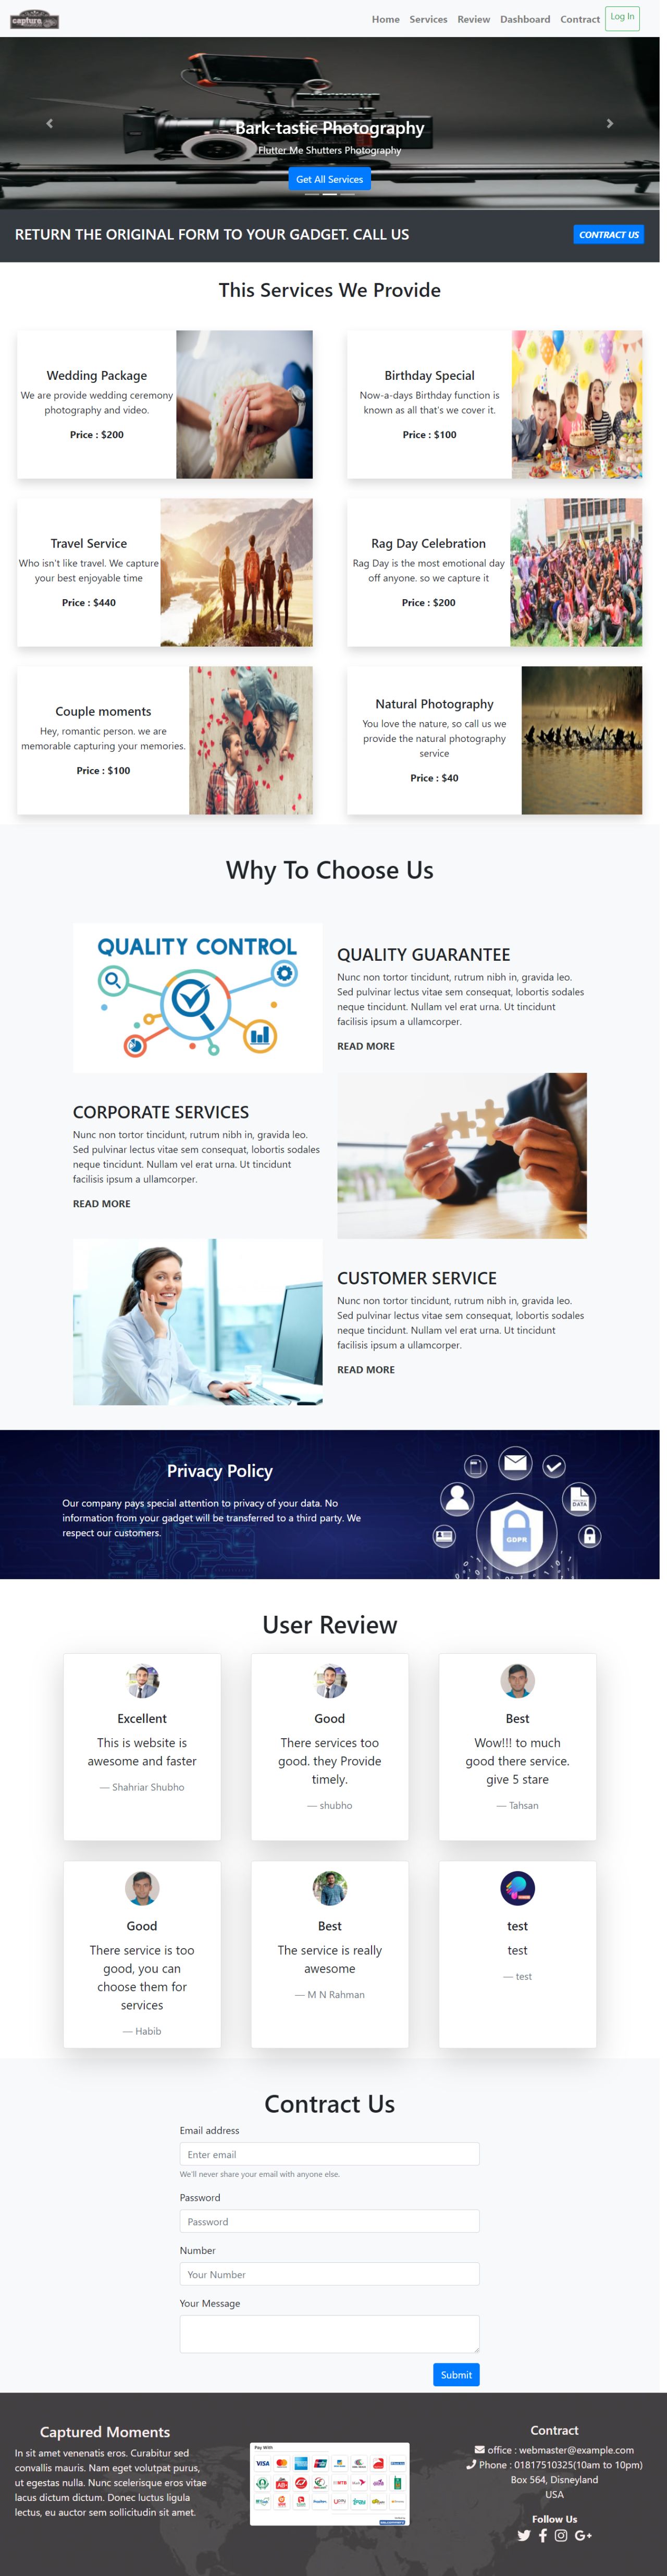 capture
Home Services Review Dashboard Contract Log In
Bark-tastic Photography
Flutter Me Shutters Photography
Get All Services
RETURN THE ORIGINAL FORM TO YOUR GADGET. CALL US
CONTRACT US
This Services We Provide
Wedding Package
We are provide wedding ceremony
photography and video.
Price : $200
Birthday Special
Now-a-days Birthday function is
known as all that's we cover it.
Price : $100
Travel Service
Who isn't like travel. We capture
your best enjoyable time
Price : $440
Rag Day Celebration
Rag Day is the most emotional day
off anyone. so we capture it
Price : $200
Couple moments
Hey, romantic person. we are
memorable capturing your memories.
Price : $100
Natural Photography
You love the nature, so call us we
provide the natural photography
service
Price : $40
Why To Choose Us
QUALITY CONTROL
QUALITY GUARANTEE
Nunc non tortor tincidunt, rutrum nibh in, gravida leo.
Sed pulvinar lectus vitae sem consequat, lobortis sodales
neque tincidunt. Nullam vel erat urna. Ut tincidunt
facilisis ipsum a ullamcorper.
READ MORE
CORPORATE SERVICES
Nunc non tortor tincidunt, rutrum nibh in, gravida leo.
Sed pulvinar lectus vitae sem consequat, lobortis sodales
neque tincidunt. Nullam vel erat urna. Ut tincidunt
facilisis ipsum a ullamcorper.
READ MORE
CUSTOMER SERVICE
Nunc non tortor tincidunt, rutrum nibh in, gravida leo.
Sed pulvinar lectus vitae sem consequat, lobortis sodales
neque tincidunt. Nullam vel erat urna. Ut tincidunt
facilisis ipsum a ullamcorper.
READ MORE
Privacy Policy
Our company pays special attention to privacy of your data. No
information from your gadget will be transferred to a third party. We
respect our customers.
DATA
GDPR
User Review
Excellent
This is website is
awesome and faster
— Shahriar Shubho
Good
There services too
good. they Provide
timely.
— shubho
Best
Wow!!! to much
good there service.
give 5 stare
— Tahsan
Good
There service is too
good, you can
choose them for
services
— Habib
Best
The service is really
awesome
— M N Rahman
test
test
— test
Contract Us
Email address
Enter email
We'll never share your email with anyone else.
Password
Password
Number
Your Number
Your Message
Submit
Captured Moments
In sit amet venenatis eros. Curabitur sed
convallis mauris. Nam eget volutpat purus,
ut egestas nulla. Nunc scelerisque eros vitae
lacus dictum dictum. Donec luctus ligula
lectus, eu auctor sem sollicitudin sit amet.
Pay With
VISA
Contract
office : webmaster@example.com
Phone : 01817510325(10am to 10pm)
Box 564, Disneyland
USA
Follow Us
G+